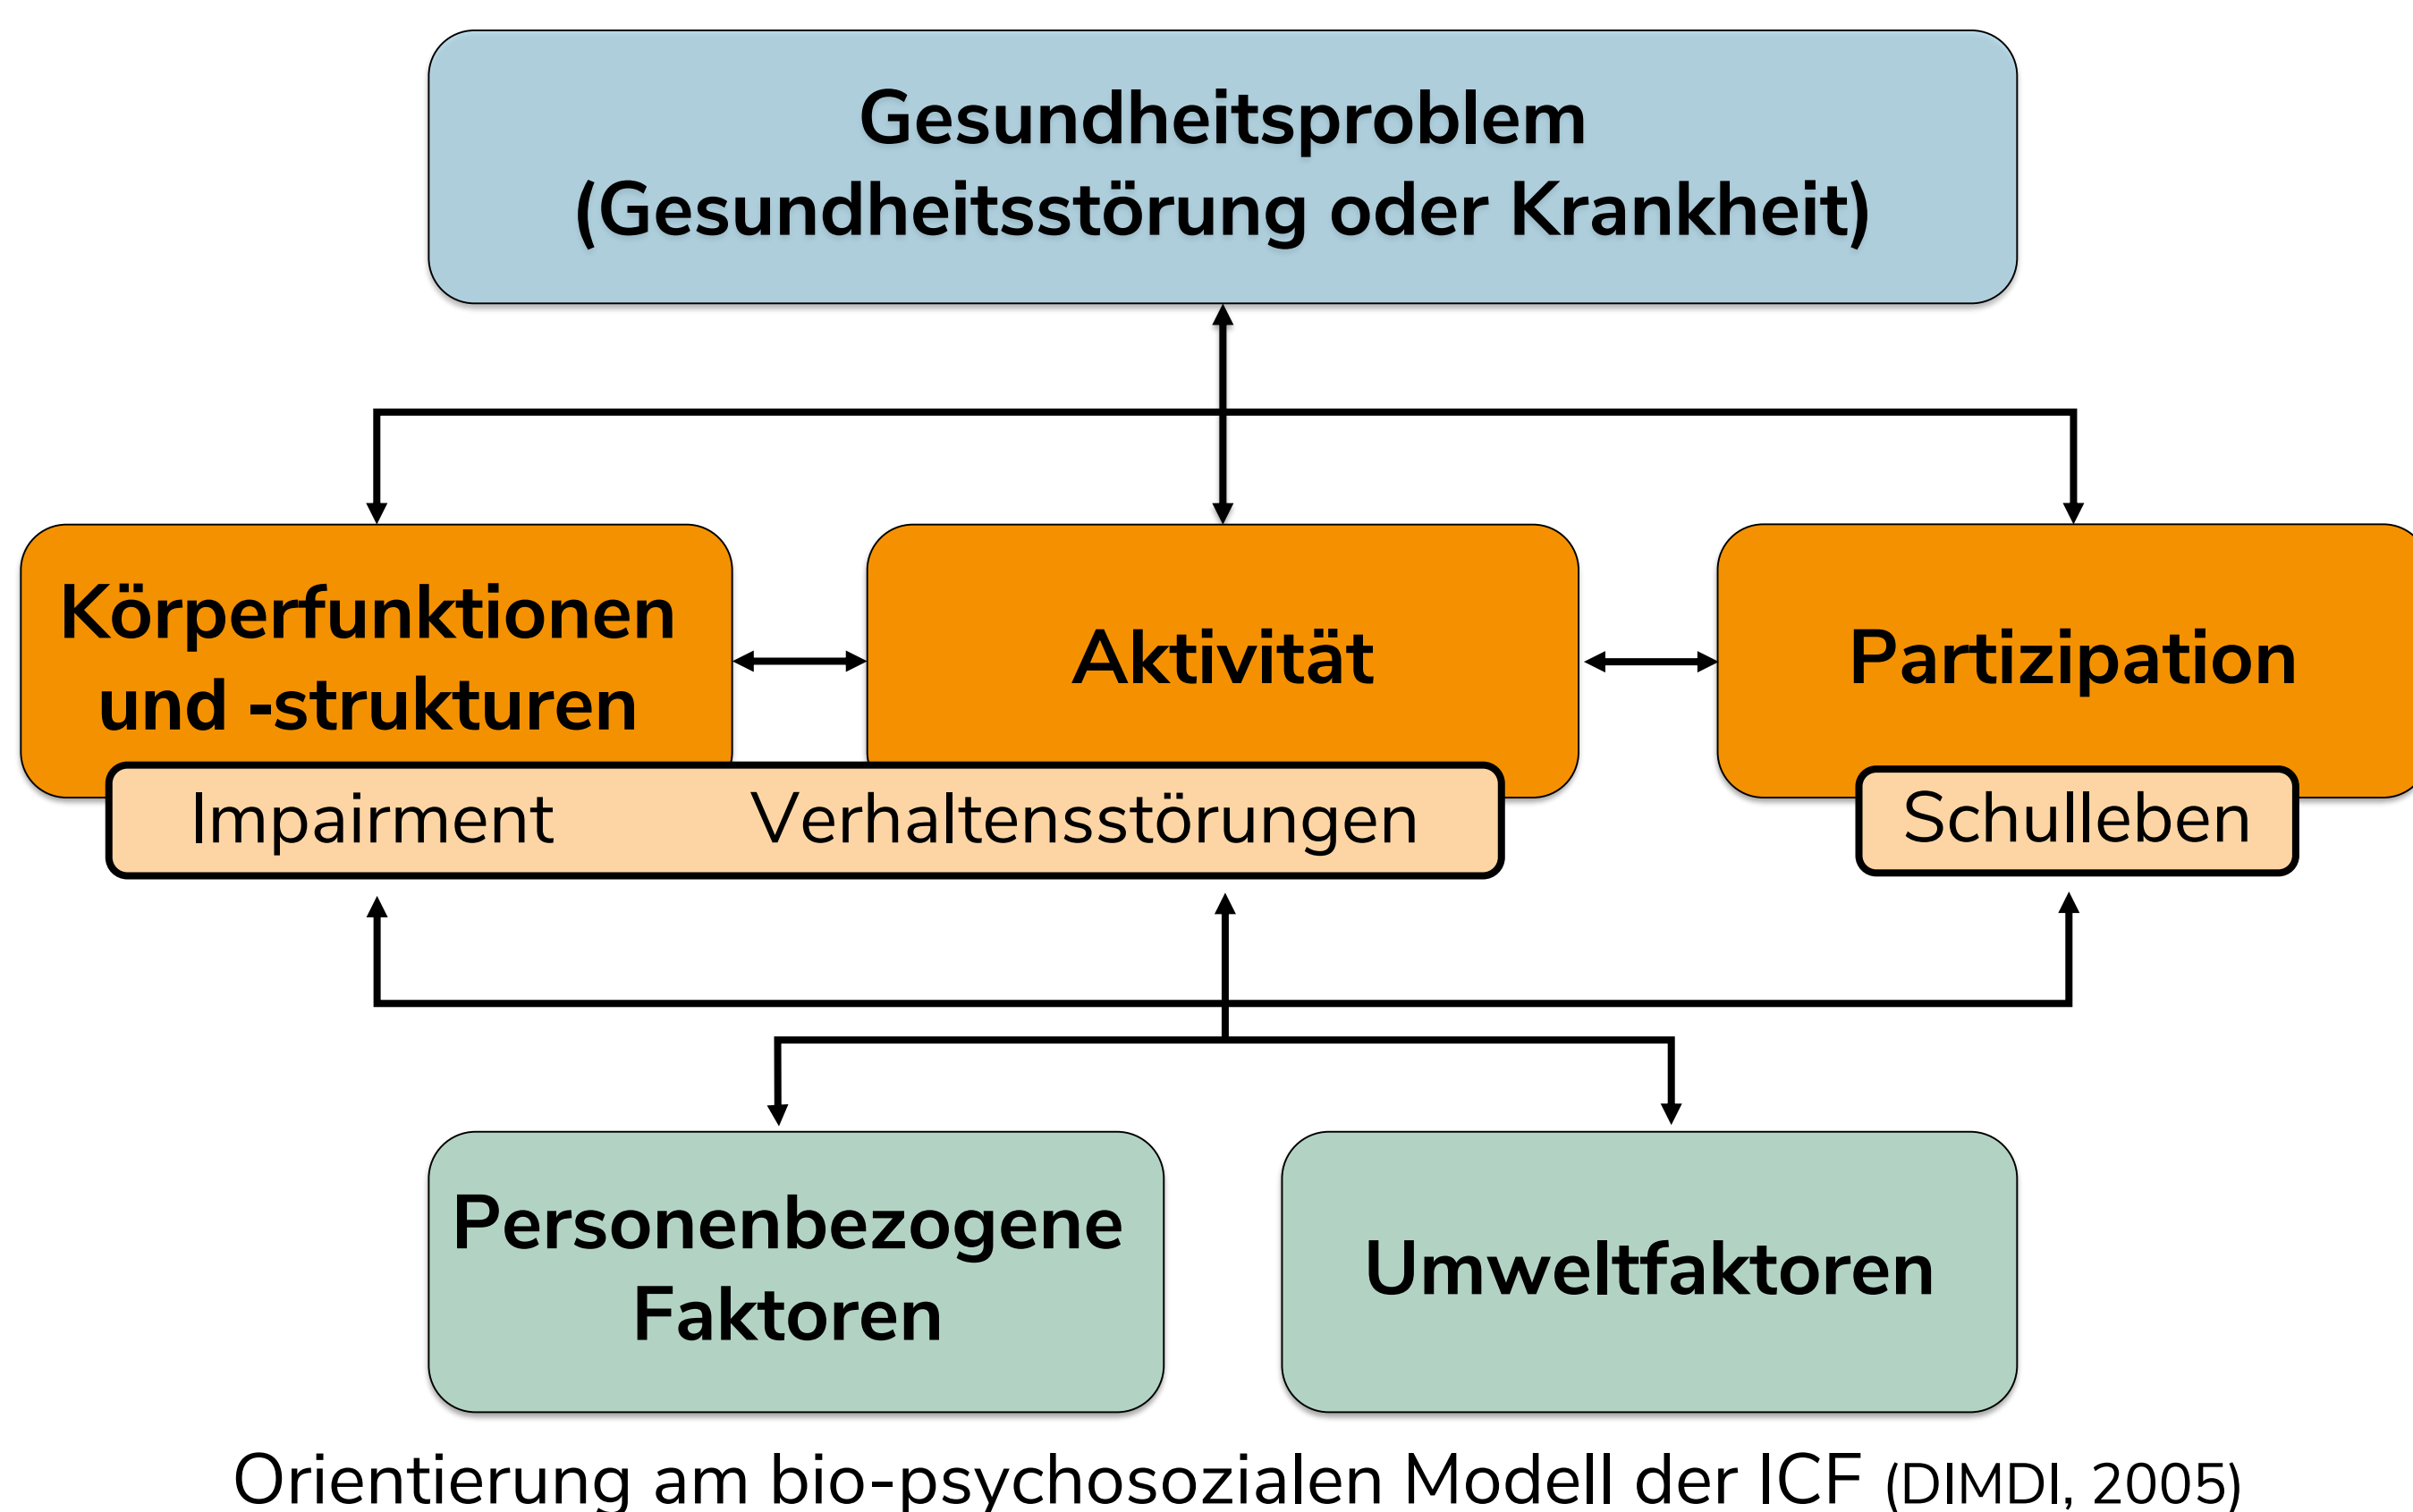 Gesundheitsproblem
(Gesundheitsstörung oder Krankheit)
Körperfunktionen
und -strukturen
Aktivität
Partizipation
Impairment Verhaltensstörungen
Schulleben
Personenbezogene
Faktoren
Umweltfaktoren
Orientierung am bio-psychosozialen Modell der ICF (DIMDI, 2005)